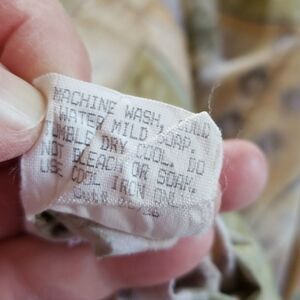 MACHINE WASH, COLD
WATER MILD SOAP.
TUMBLE DRY COOL. DO
NOT BLEACH OR SOAK.
USE COOL IRON